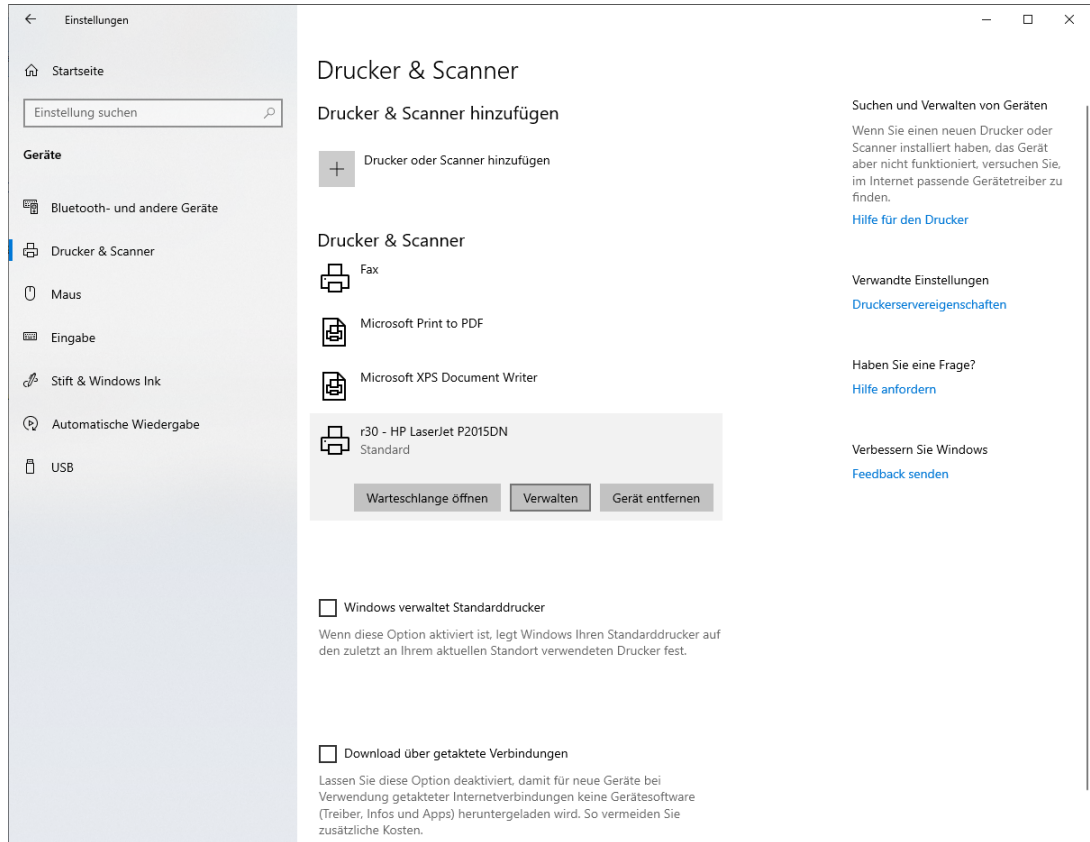 Einstellungen
Startseite
Einstellung suchen
Geräte
Bluetooth- und andere Geräte
Drucker & Scanner
Maus
Eingabe
Stift & Windows Ink
Automatische Wiedergabe
USB
Drucker & Scanner
Drucker & Scanner hinzufügen
Drucker oder Scanner hinzufügen
Drucker & Scanner
Fax
Microsoft Print to PDF
Microsoft XPS Document Writer
r30 - HP LaserJet P2015DN
Standard
Warteschlange öffnen
Verwalten
Gerät entfernen
Windows verwaltet Standarddrucker
Wenn diese Option aktiviert ist, legt Windows Ihren Standarddrucker auf
den zuletzt an Ihrem aktuellen Standort verwendeten Drucker fest.
Download über getaktete Verbindungen
Lassen Sie diese Option deaktiviert, damit für neue Geräte bei
Verwendung getakteter Internetverbindungen keine Gerätesoftware
(Treiber, Infos und Apps) heruntergeladen wird. So vermeiden Sie
zusätzliche Kosten.
Suchen und Verwalten von Geräten
Wenn Sie einen neuen Drucker oder
Scanner installiert haben, das Gerät
aber nicht funktioniert, versuchen Sie,
im Internet passende Gerätetreiber zu
finden.
Hilfe für den Drucker
Verwandte Einstellungen
Druckerservereigenschaften
Haben Sie eine Frage?
Hilfe anfordern
Verbessern Sie Windows
Feedback senden